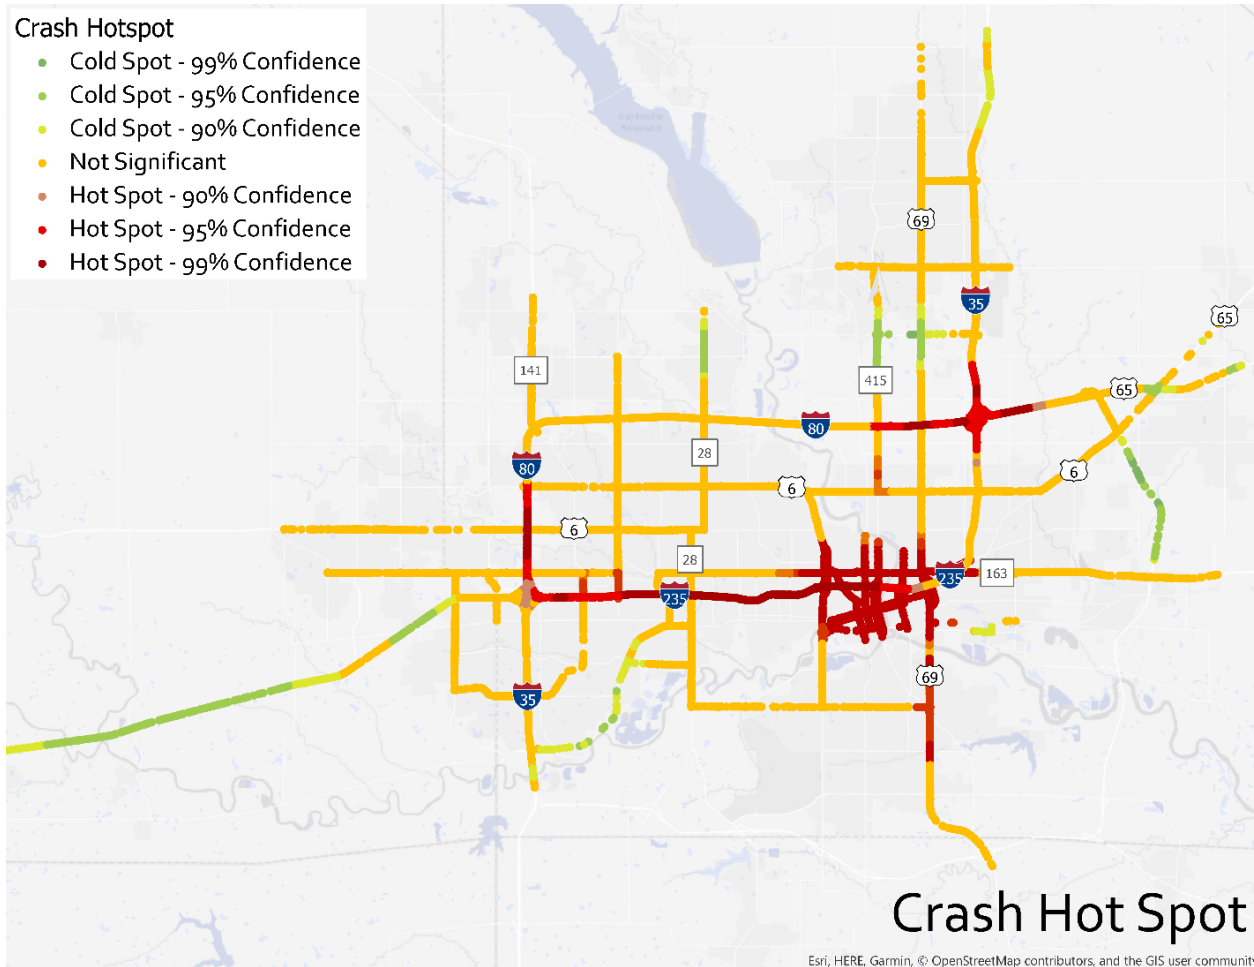 Crash Hotspot
Cold Spot - 99% Confidence
Cold Spot - 95% Confidence
Cold Spot - 90% Confidence
Not Significant
Hot Spot - 90% Confidence
Hot Spot - 95% Confidence
Hot Spot - 99% Confidence
69
35
65
141
415
65
80
28
80
6
6
6
28
235
163
235
69
35
Crash Hot Spot
Esri, HERE, Garmin, © OpenStreetMap contributors, and the GIS user community